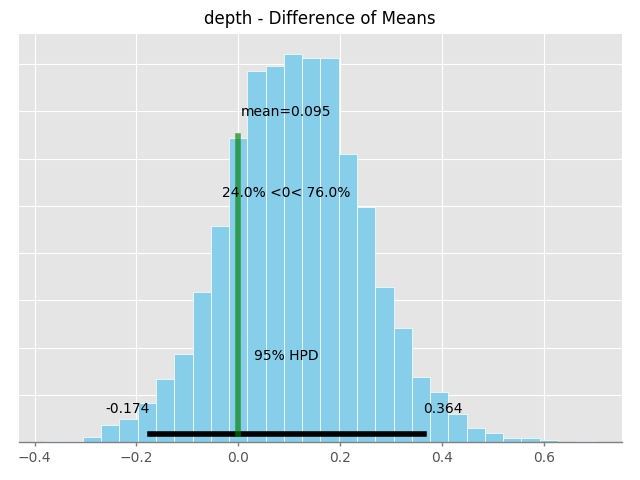 depth - Difference of Means
mean=0.095
24.0% <0< 76.0%
95% HPD
-0.174 0.364
−0.4 −0.2 0.0 0.2 0.4 0.6